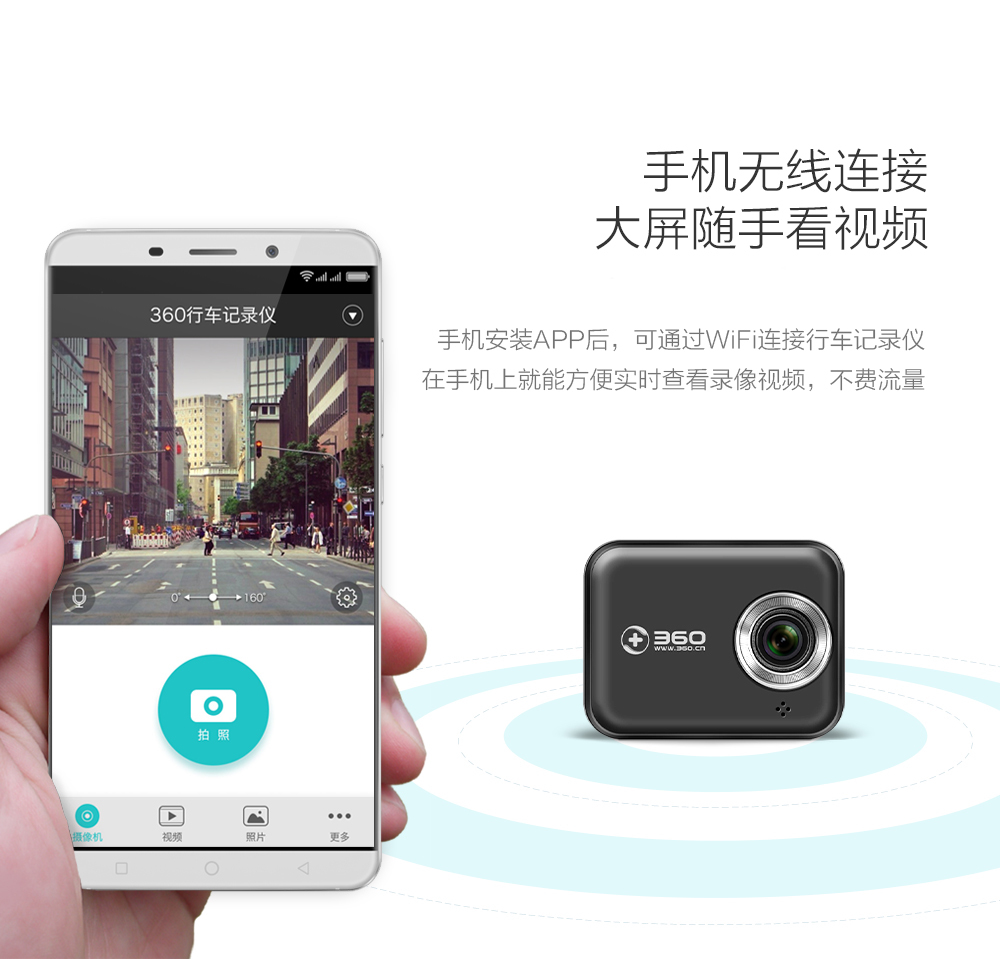 手机无线连接
大屏随手看视频
手机安装APP后，可通过WiFi连接行车记录仪
在手机上就能方便实时查看录像视频，不费流量
360行车记录仪
0°
160°
拍照
摄像机
视频
照片
更多
360
WWW.360.CN